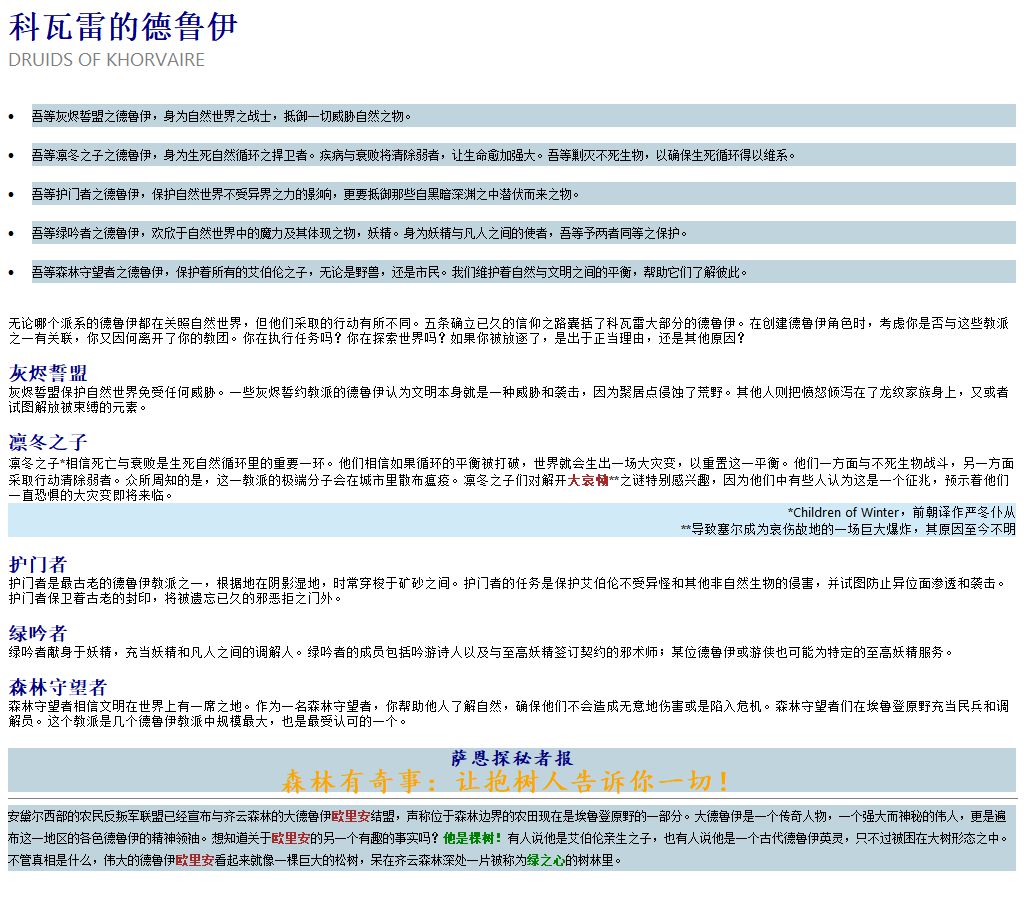 科瓦雷的德鲁伊
DRUIDS OF KHORVAIRE
• 吾等灰烬誓盟之德鲁伊，身为自然世界之战士，抵御一切威胁自然之物。
• 吾等凛冬之子之德鲁伊，身为生死自然循环之捍卫者。疾病与衰败将清除弱者，让生命愈加强大。吾等剿灭不死生物，以确保生死循环得以维系。
• 吾等护门者之德鲁伊，保护自然世界不受异界之力的影响，更要抵御那些自黑暗深渊之中潜伏而来之物。
• 吾等绿吟者之德鲁伊，欢欣于自然世界中的魔力及其体现之物，妖精。身为妖精与凡人之间的使者，吾等予两者同等之保护。
• 吾等森林守望者之德鲁伊，保护着所有的艾伯伦之子，无论是野兽，还是市民。我们维护着自然与文明之间的平衡，帮助它们了解彼此。
无论哪个派系的德鲁伊都在关照自然世界，但他们采取的行动有所不同。五条确立已久的信仰之路囊括了科瓦雷大部分的德鲁伊。在创建德鲁伊角色时，考虑你是否与这些教派
之一有关联，你又因何离开了你的教团。你在执行任务吗？你在探索世界吗？如果你被放逐了，是出于正当理由，还是其他原因？
灰烬誓盟
灰烬誓盟保护自然世界免受任何威胁。一些灰烬誓约教派的德鲁伊认为文明本身就是一种威胁和袭击，因为聚居点侵蚀了荒野。其他人则把愤怒倾泻在了龙纹家族身上，又或者
试图解放被束缚的元素。
凛冬之子
凛冬之子*相信死亡与衰败是生死自然循环里的重要一环。他们相信如果循环的平衡被打破，世界就会生出一场大灾变，以重置这一平衡。他们一方面与不死生物战斗，另一方面
采取行动清除弱者。众所周知的是，这一教派的极端分子会在城市里散布瘟疫。凛冬之子们对解开大哀恸**之谜特别感兴趣，因为他们中有些人认为这是一个征兆，预示着他们
一直恐惧的大灾变即将来临。
*Children of Winter，前朝译作严冬仆从
**导致塞尔成为哀伤故地的一场巨大爆炸，其原因至今不明
护门者
护门者是最古老的德鲁伊教派之一，根据地在阴影湿地，时常穿梭于矿砂之间。护门者的任务是保护艾伯伦不受异怪和其他非自然生物的侵害，并试图防止异位面渗透和袭击。
护门者保卫着古老的封印，将被遗忘已久的邪恶拒之门外。
绿吟者
绿吟者献身于妖精，充当妖精和凡人之间的调解人。绿吟者的成员包括吟游诗人以及与至高妖精签订契约的邪术师；某位德鲁伊或游侠也可能为特定的至高妖精服务。
森林守望者
森林守望者相信文明在世界上有一席之地。作为一名森林守望者，你帮助他人了解自然，确保他们不会造成无意地伤害或是陷入危机。森林守望者们在埃鲁登原野充当民兵和调
解员。这个教派是几个德鲁伊教派中规模最大，也是最受认可的一个。
萨恩探秘者报
森林有奇事：让抱树人告诉你一切！
安黛尔西部的农民反叛军联盟已经宣布与齐云森林的大德鲁伊欧里安结盟，声称位于森林边界的农田现在是埃鲁登原野的一部分。大德鲁伊是一个传奇人物，一个强大而神秘的伟人，更是遍
布这一地区的各色德鲁伊的精神领袖。想知道关于欧里安的另一个有趣的事实吗？他是棵树！有人说他是艾伯伦亲生之子，也有人说他是一个古代德鲁伊英灵，只不过被困在大树形态之中。
不管真相是什么，伟大的德鲁伊欧里安看起来就像一棵巨大的松树，呆在齐云森林深处一片被称为绿之心的树林里。